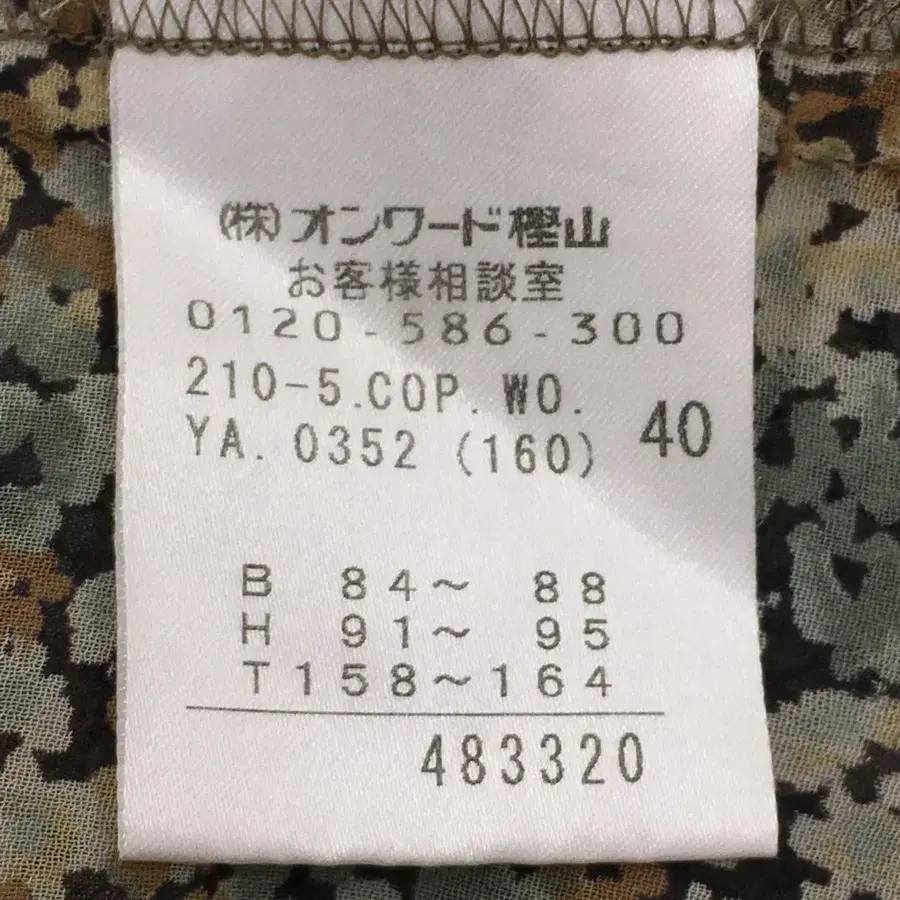 (株)オンワード樫山
お客様相談室
0120-586-300
210-5.COP.WO.
YA.0352(160) 40
B 84～ 88
H 91～ 95
T158～164
483320